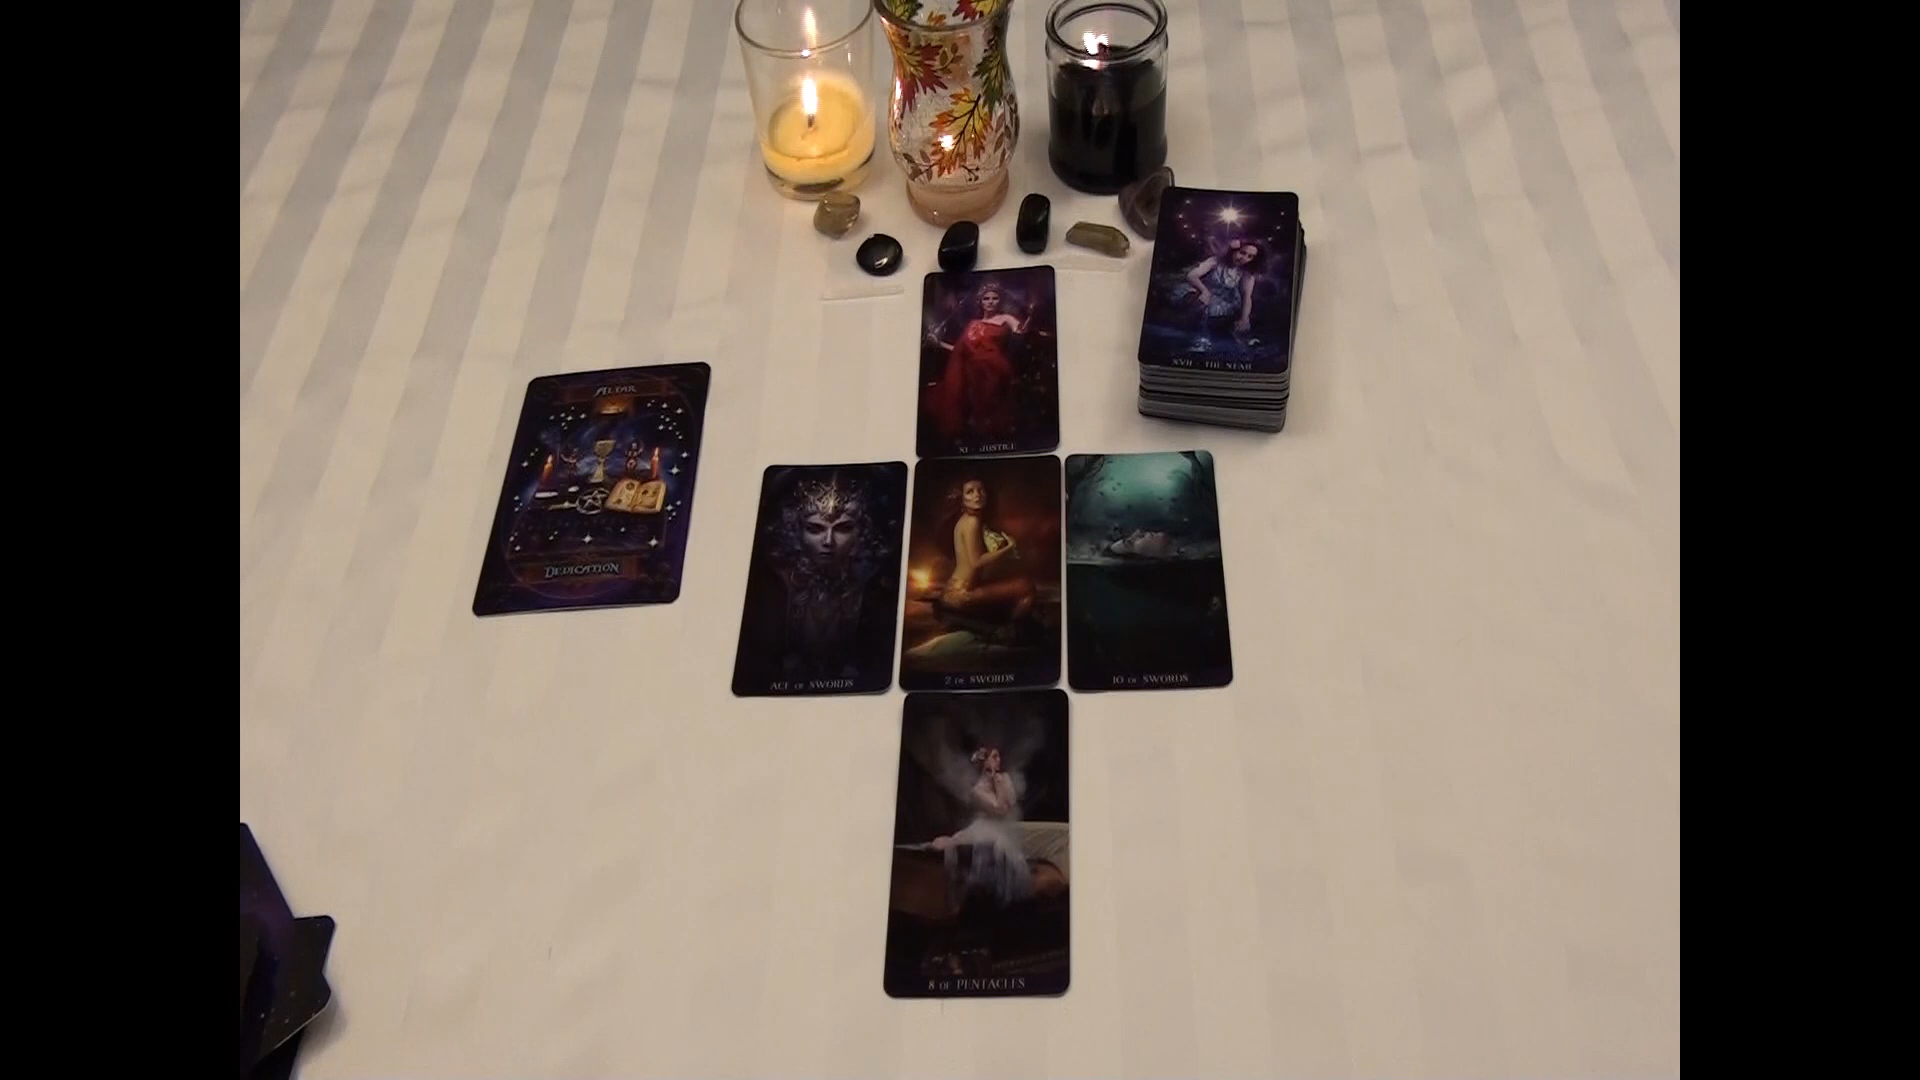 XVII · THE STAR
ALTAR
DEDICATION
XI · JUSTICE
ACE OF SWORDS
2 OF SWORDS
10 OF SWORDS
8 OF PENTACLES